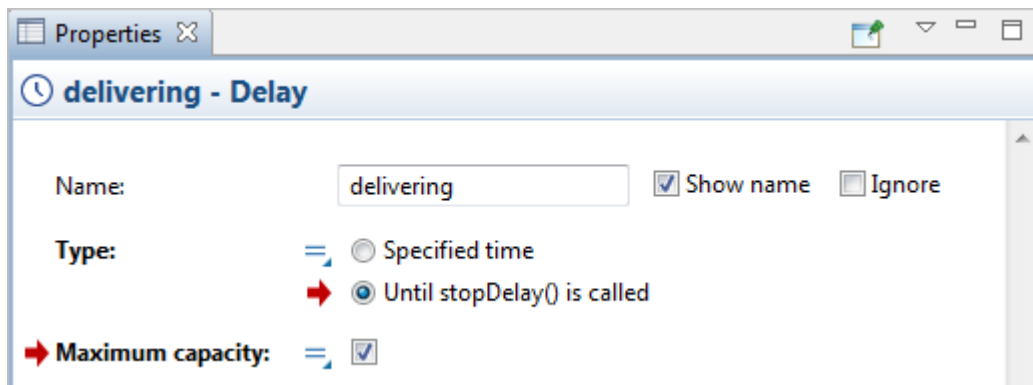 Properties
delivering - Delay
Name: delivering Show name Ignore
Type: Specified time
Until stopDelay() is called
Maximum capacity: